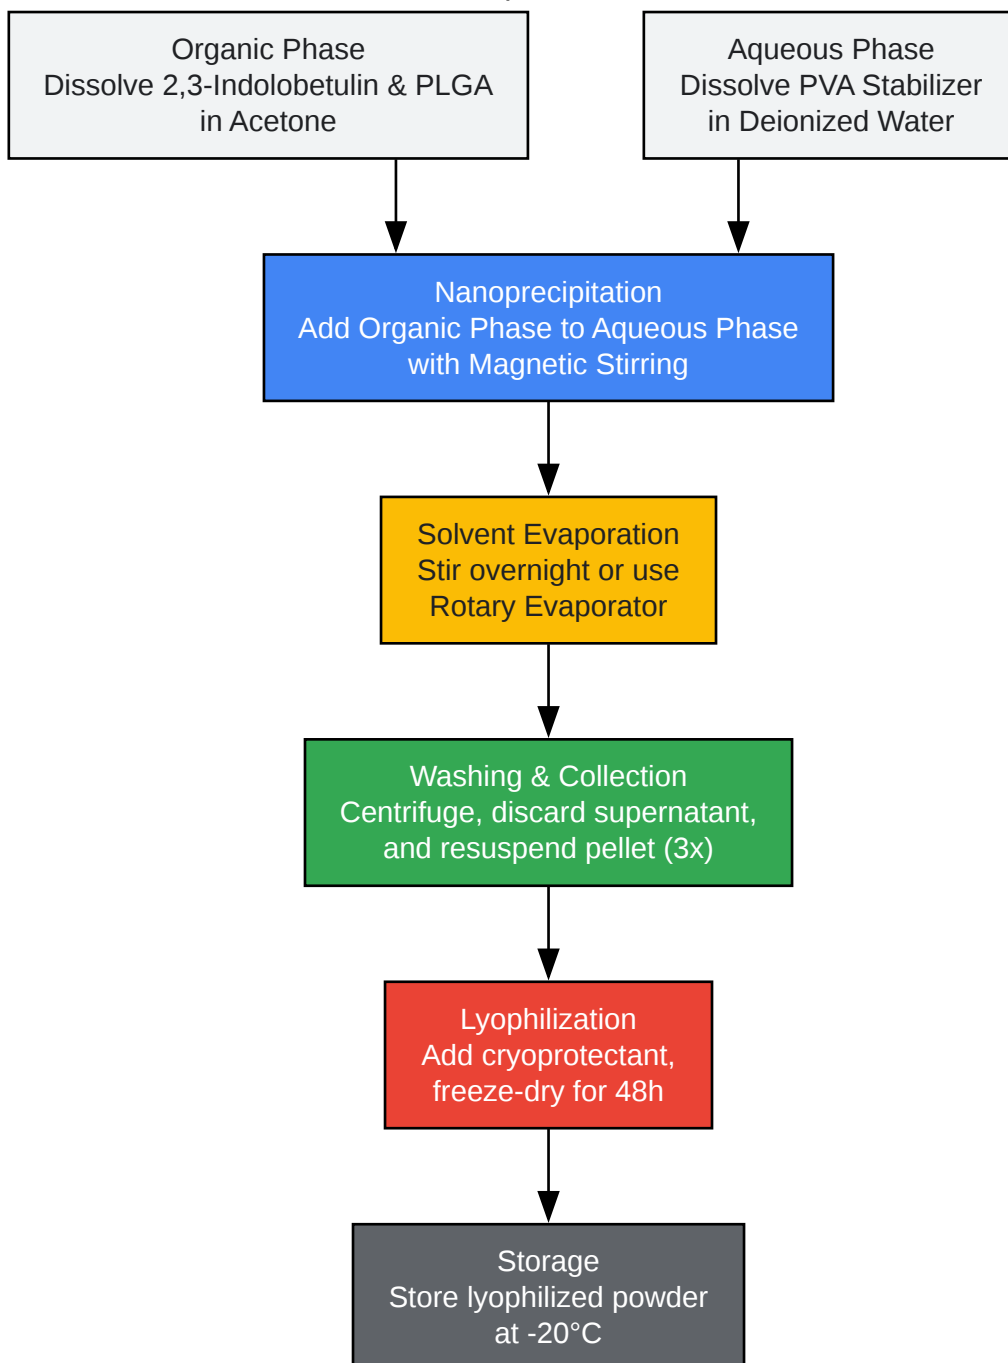 Organic Phase
Dissolve 2,3-Indolobetulin & PLGA
in Acetone
Aqueous Phase
Dissolve PVA Stabilizer
in Deionized Water
Nanoprecipitation
Add Organic Phase to Aqueous Phase
with Magnetic Stirring
Solvent Evaporation
Stir overnight or use
Rotary Evaporator
Washing & Collection
Centrifuge, discard supernatant,
and resuspend pellet (3x)
Lyophilization
Add cryoprotectant,
freeze-dry for 48h
Storage
Store lyophilized powder
at -20°C